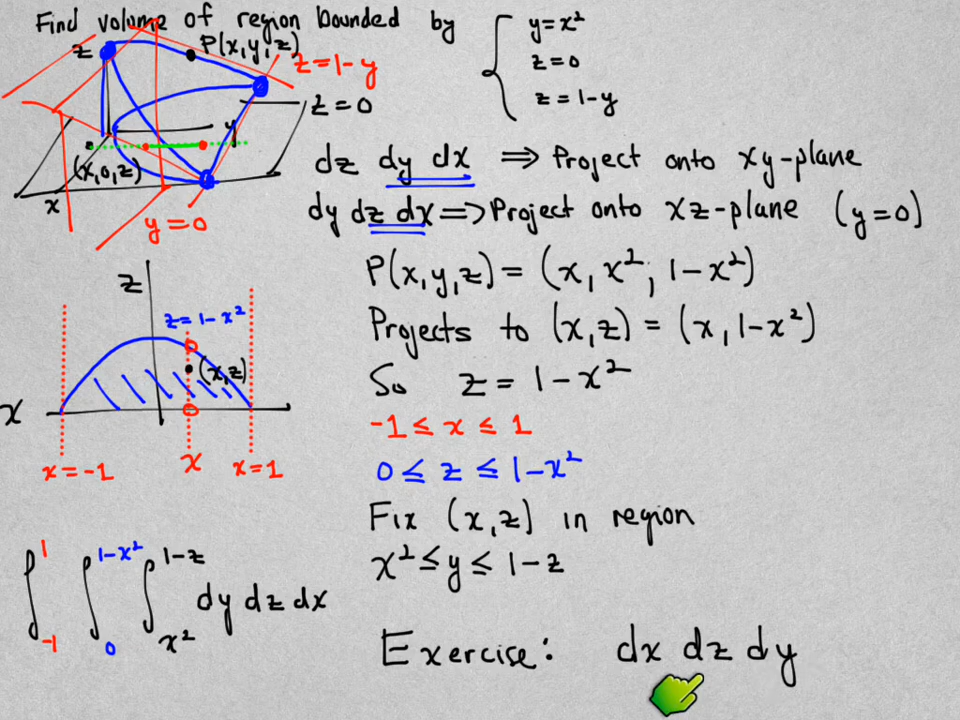 Find volume of region bounded by
y = x²
z = 0
z = 1 - y
z
P(x,y,z)
z = 1 - y
z = 0
y
(x,0,z)
x
y = 0
dz dy dx ⇒ Project onto xy-plane
dy dz dx ⇒ Project onto xz-plane (y = 0)
P(x,y,z) = (x, x², 1 - x²)
Projects to (x,z) = (x, 1 - x²)
So z = 1 - x²
-1 ≤ x ≤ 1
0 ≤ z ≤ 1 - x²
Fix (x,z) in region
x² ≤ y ≤ 1 - z
z
z = 1 - x²
(x,z)
x
x = -1
x
x = 1
∫₋₁¹ ∫₀^(1-x²) ∫_(x²)^(1-z) dy dz dx
Exercise: dx dz dy